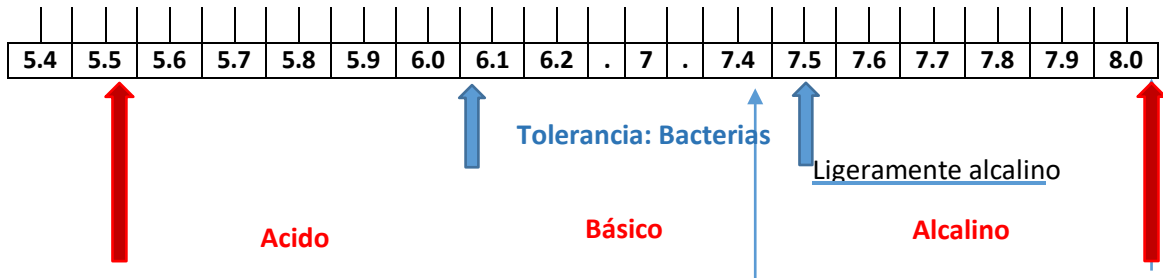 5.4 5.5 5.6 5.7 5.8 5.9 6.0 6.1 6.2 . 7 . 7.4 7.5 7.6 7.7 7.8 7.9 8.0
Tolerancia: Bacterias
Ligeramente alcalino
Acido Básico Alcalino